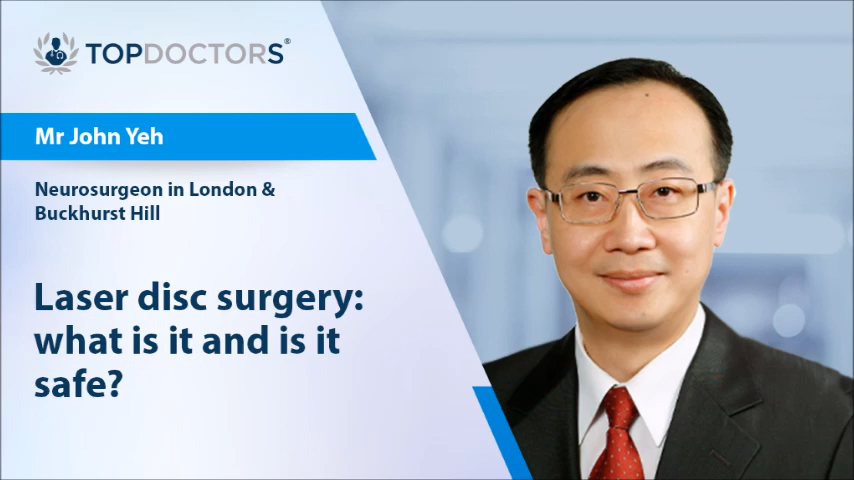 TOPDOCTORS®
Mr John Yeh
Neurosurgeon in London &
Buckhurst Hill
Laser disc surgery:
what is it and is it
safe?